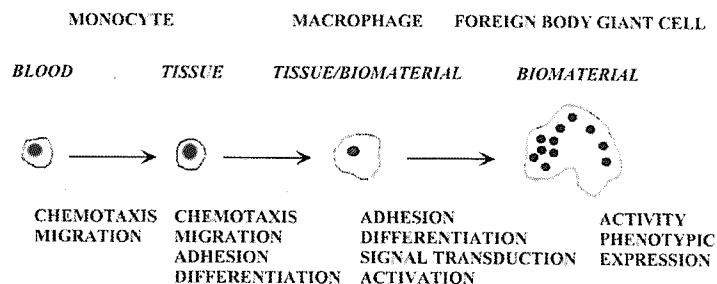 MONOCYTE MACROPHAGE FOREIGN BODY GIANT CELL
BLOOD TISSUE TISSUE/BIOMATERIAL BIOMATERIAL
CHEMOTAXIS CHEMOTAXIS ADHESION ACTIVITY
MIGRATION MIGRATION DIFFERENTIATION PHENOTYPIC
ADHESION SIGNAL TRANSDUCTION EXPRESSION
DIFFERENTIATION ACTIVATION